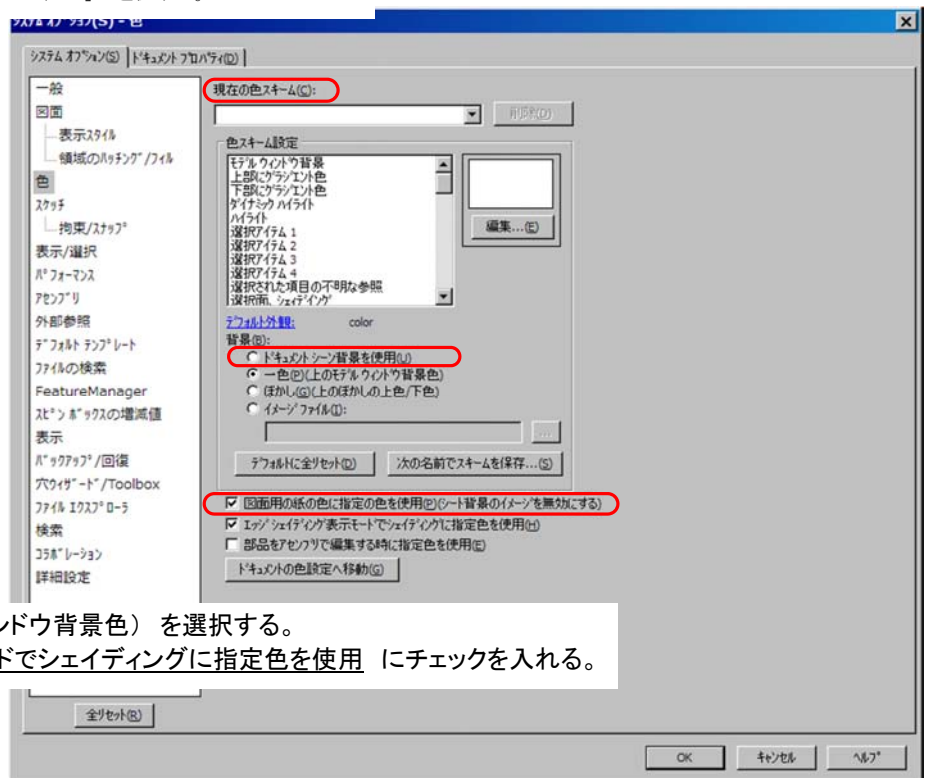 システム オプション(S) - 色
システム オプション(S)
ドキュメント プロパティ(D)
一般
図面
表示スタイル
領域のハッチング/フィル
色
スケッチ
拘束/スナップ
表示/選択
パフォーマンス
アセンブリ
外部参照
デフォルト テンプレート
ファイルの検索
FeatureManager
スピン ボックスの増減値
表示
バックアップ/回復
穴ウィザード/Toolbox
ファイル エクスプローラ
検索
コラボレーション
詳細設定
全リセット(R)
現在の色スキーム(C):
削除(D)
色スキーム設定
モデル ウィンドウ背景
上部にグラジエント色
下部にグラジエント色
ダイナミック ハイライト
ハイライト
選択アイテム 1
選択アイテム 2
選択アイテム 3
選択アイテム 4
選択された項目の不明な参照
選択面、シェイディング
編集...(E)
デフォルト外観: color
背景(B):
ドキュメント シーン背景を使用(U)
一色(P)(上のモデル ウィンドウ背景色)
ぼかし(G)(上のぼかしの上色/下色)
イメージ ファイル(I):
...
デフォルトに全リセット(D)
次の名前でスキームを保存...(S)
図面用の紙の色に指定の色を使用(P)(シート背景のイメージを無効にする)
エッジ シェイディング表示モードでシェイディングに指定色を使用(H)
部品をアセンブリで編集する時に指定色を使用(E)
ドキュメントの色設定へ移動(G)
ンドウ背景色） を選択する。
ドでシェイディングに指定色を使用 にチェックを入れる。
OK
キャンセル
ヘルプ